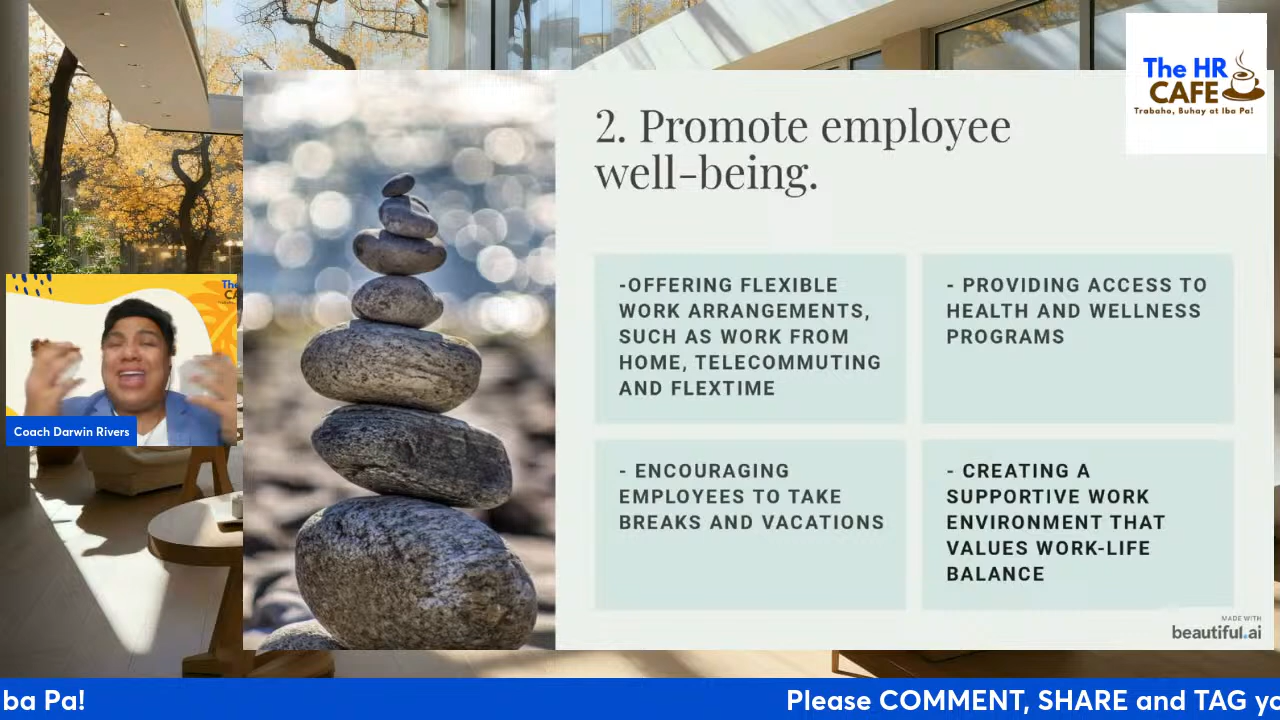 The HR
CAFE
Trabaho, Buhay at Iba Pa!
2. Promote employee
well-being.
-OFFERING FLEXIBLE
WORK ARRANGEMENTS,
SUCH AS WORK FROM
HOME, TELECOMMUTING
AND FLEXTIME
- PROVIDING ACCESS TO
HEALTH AND WELLNESS
PROGRAMS
- ENCOURAGING
EMPLOYEES TO TAKE
BREAKS AND VACATIONS
- CREATING A
SUPPORTIVE WORK
ENVIRONMENT THAT
VALUES WORK-LIFE
BALANCE
The
CA
Coach Darwin Rivers
MADE WITH
beautiful.ai
ba Pa!
Please COMMENT, SHARE and TAG yo